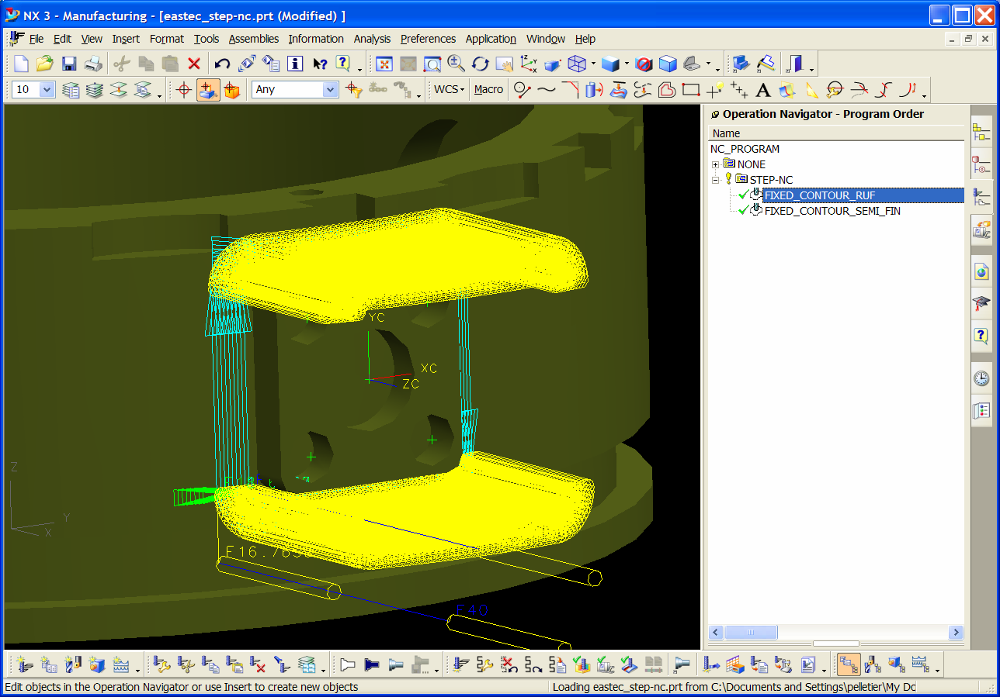 NX 3 - Manufacturing - [eastec_step-nc.prt (Modified) ]
File Edit View Insert Format Tools Assemblies Information Analysis Preferences Application Window Help
10 Any WCS Macro
Operation Navigator - Program Order
Name
NC_PROGRAM
NONE
STEP-NC
FIXED_CONTOUR_RUF
FIXED_CONTOUR_SEMI_FIN
YC
XC
ZC
Z
Y
X
F40
Edit objects in the Operation Navigator or use Insert to create new objects
Loading eastec_step-nc.prt from C:\Documents and Settings\pelletier\My Dc